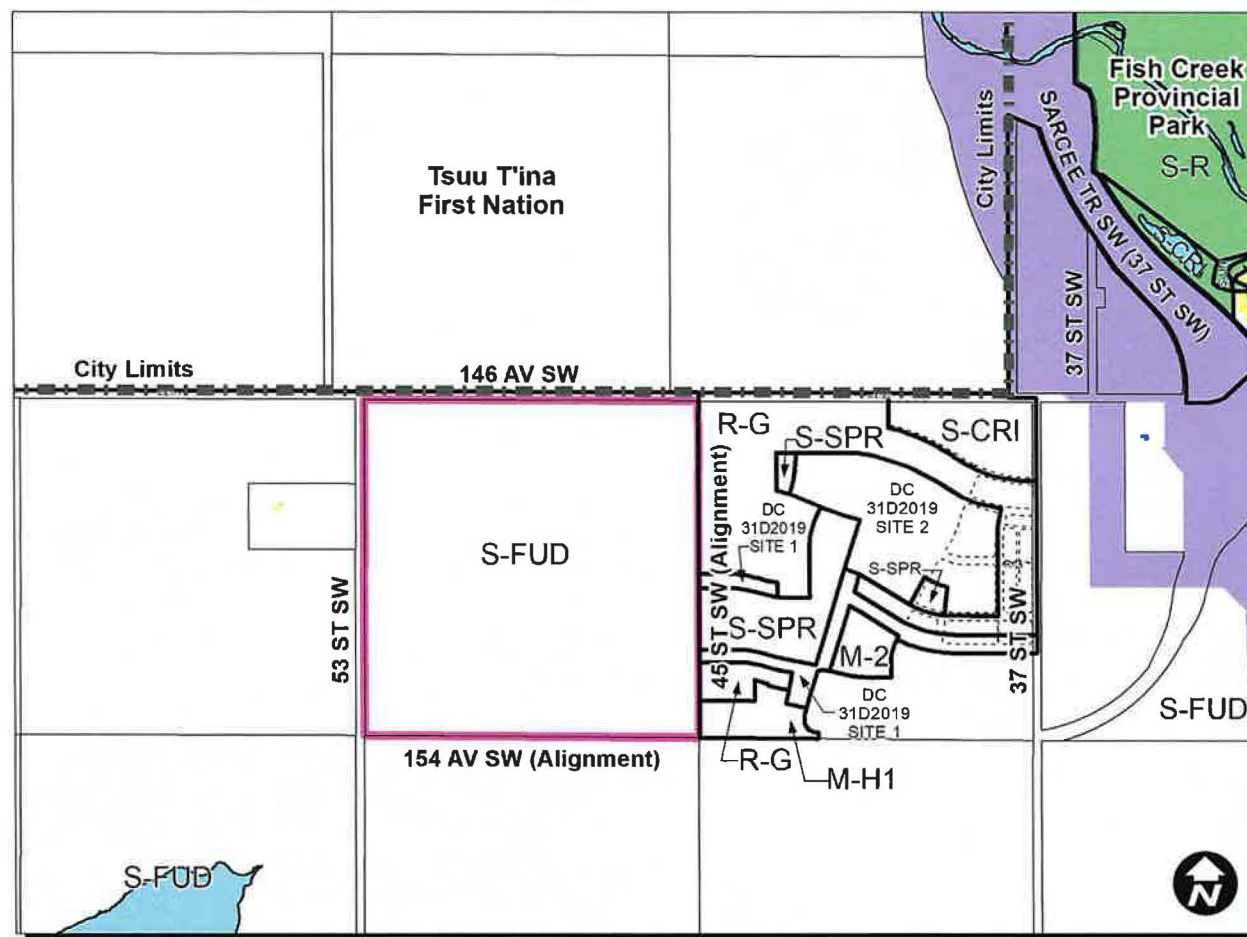 Fish Creek
Provincial
Park
S-R
City Limits
SARCEE TR SW (37 ST SW)
S-CRI
37 ST SW
Tsuu T'ina
First Nation
City Limits
146 AV SW
R-G
S-SPR
S-CRI
DC
31D2019
SITE 1
DC
31D2019
SITE 2
45 ST SW (Alignment)
S-FUD
S-SPR
53 ST SW
S-SPR
M-2
37 ST SW
DC
31D2019
SITE 1
S-FUD
154 AV SW (Alignment)
R-G
M-H1
S-FUD
N